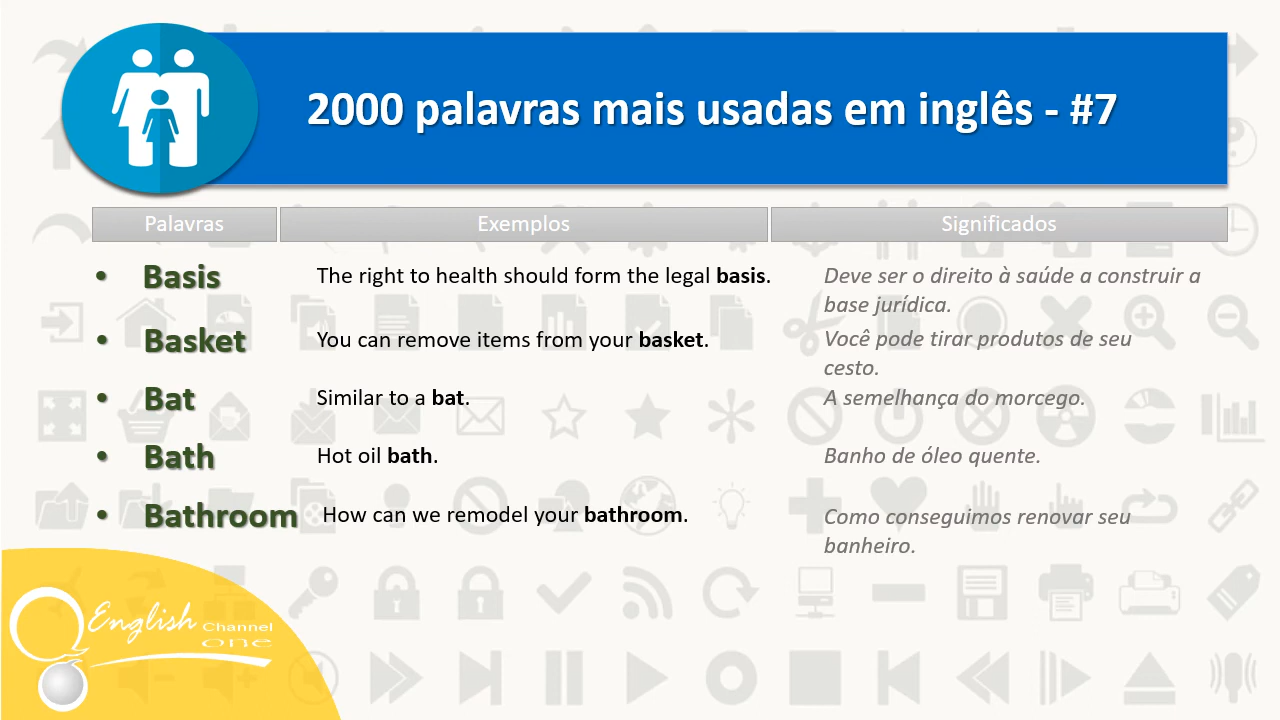 2000 palavras mais usadas em inglês - #7
Palavras Exemplos Significados
• Basis The right to health should form the legal basis. Deve ser o direito à saúde a construir a
base jurídica.
• Basket You can remove items from your basket. Você pode tirar produtos de seu
cesto.
• Bat Similar to a bat. A semelhança do morcego.
• Bath Hot oil bath. Banho de óleo quente.
• Bathroom How can we remodel your bathroom. Como conseguimos renovar seu
banheiro.
English Channel
one